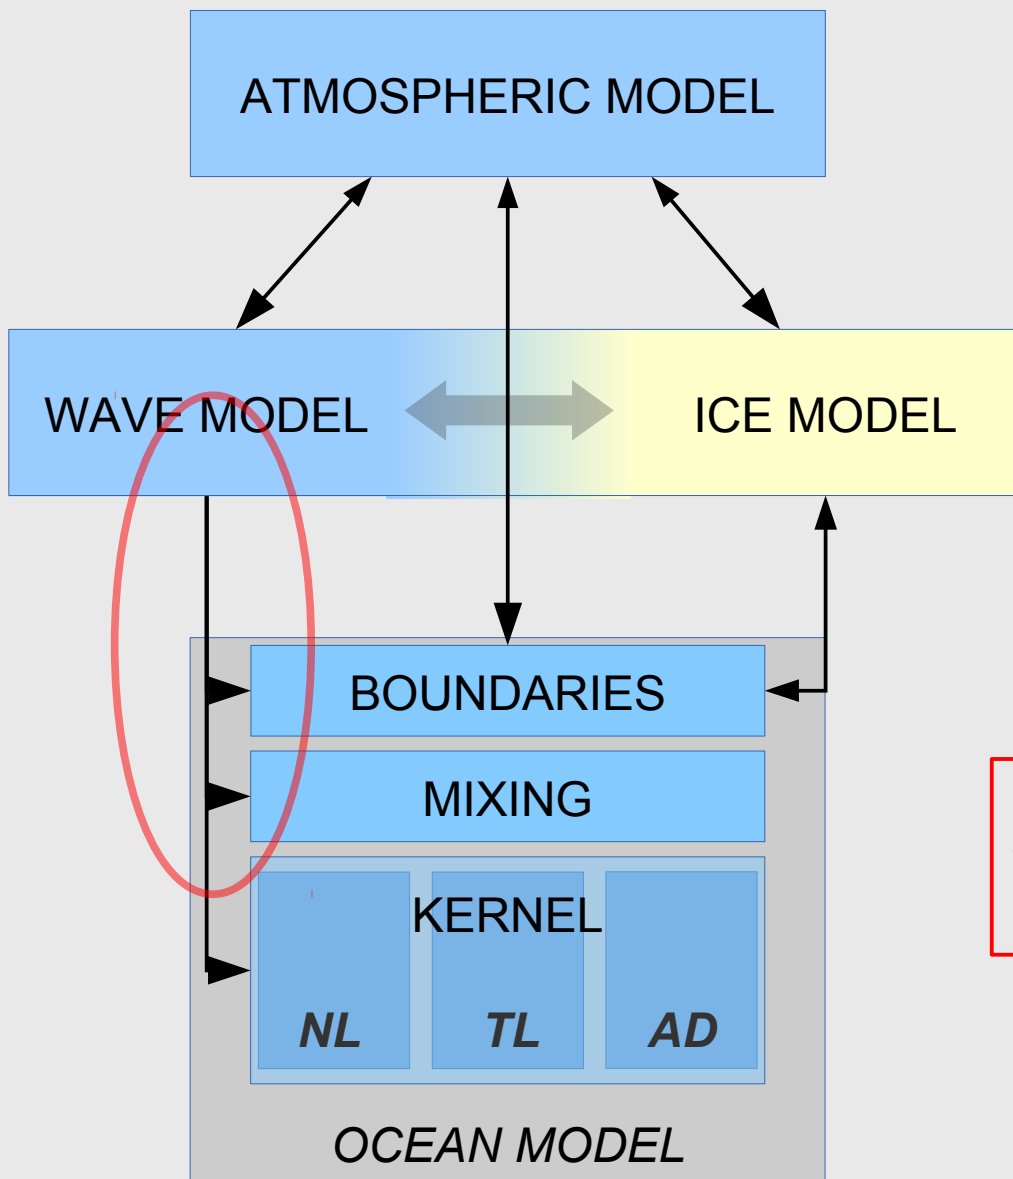 ATMOSPHERIC MODEL
WAVE MODEL
ICE MODEL
BOUNDARIES
MIXING
KERNEL
NL
TL
AD
OCEAN MODEL